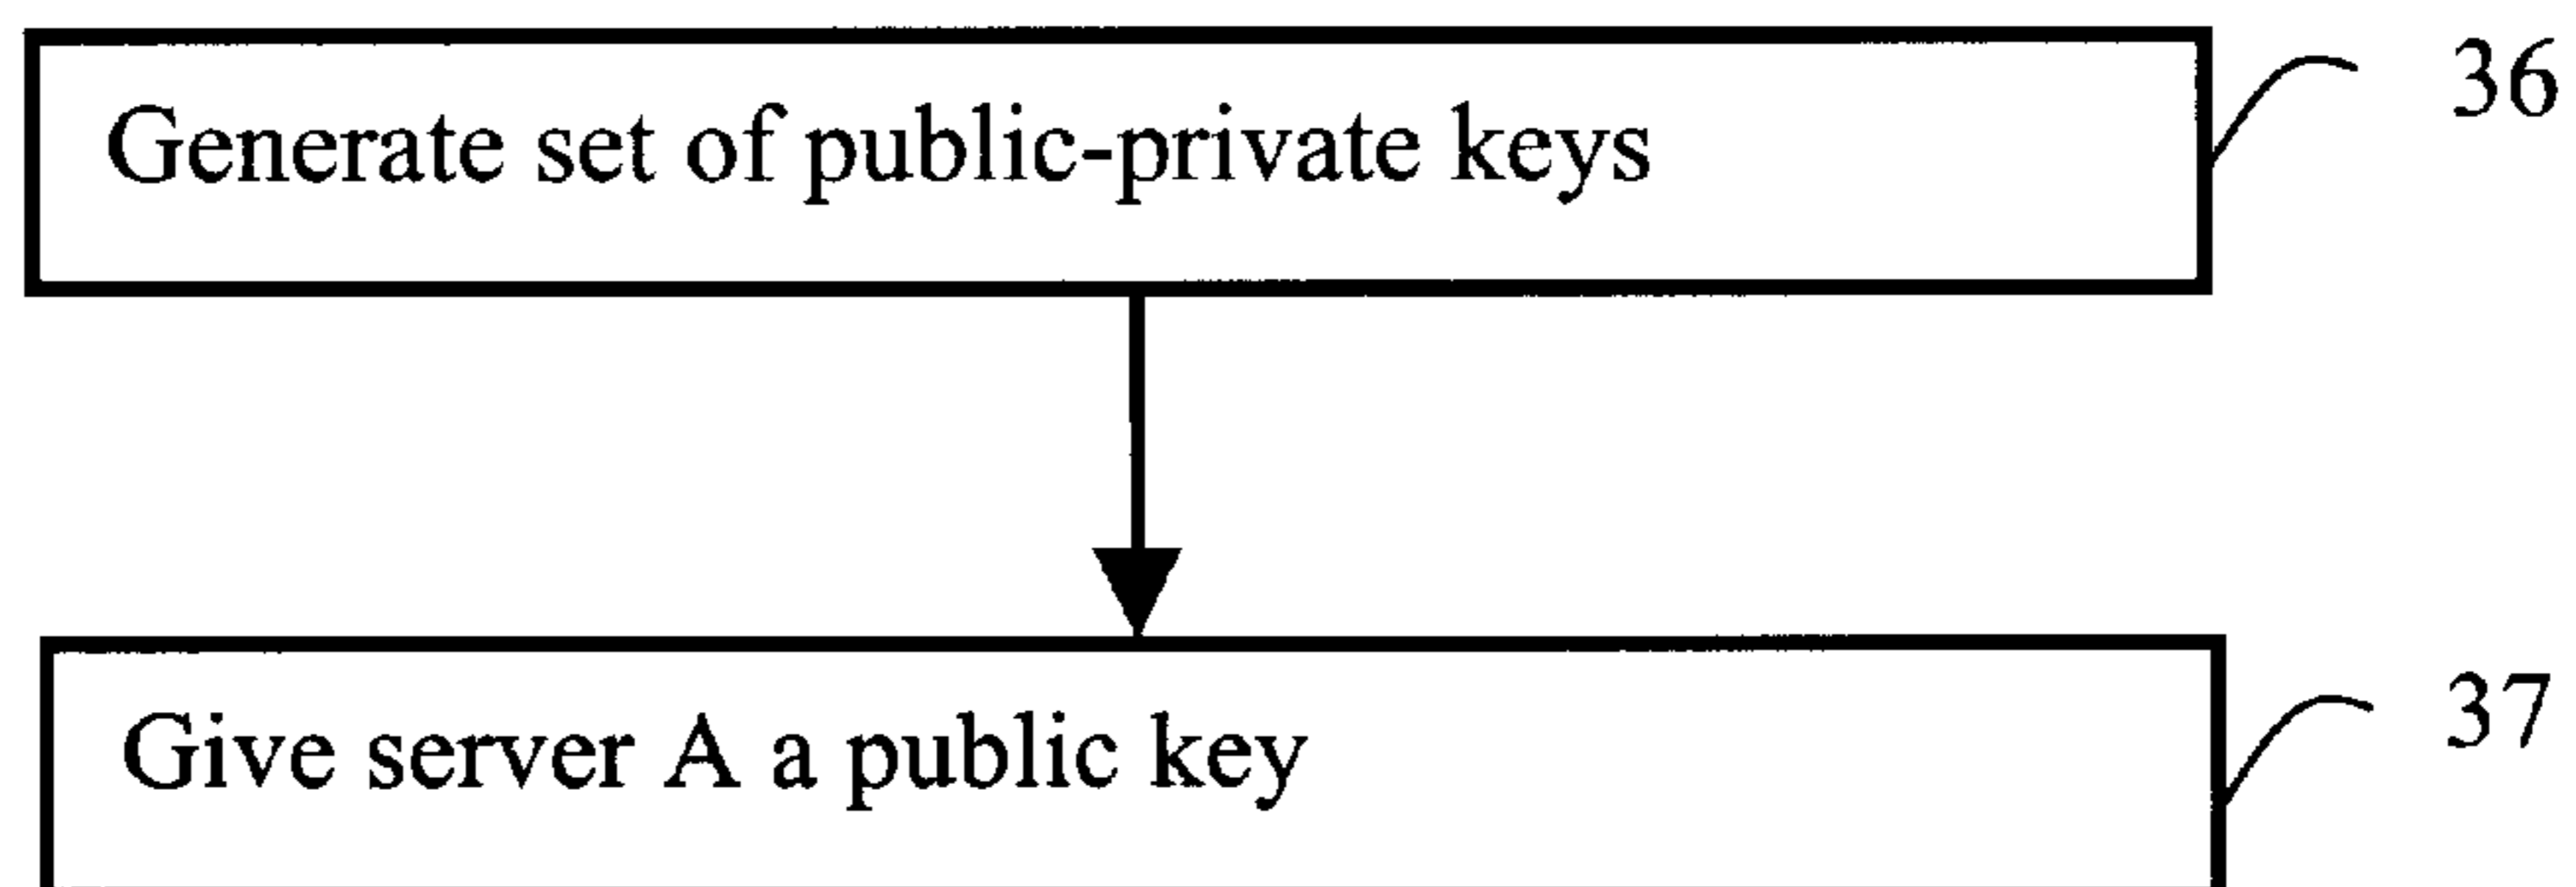 Generate set of public-private keys
36
Give server A a public key
37